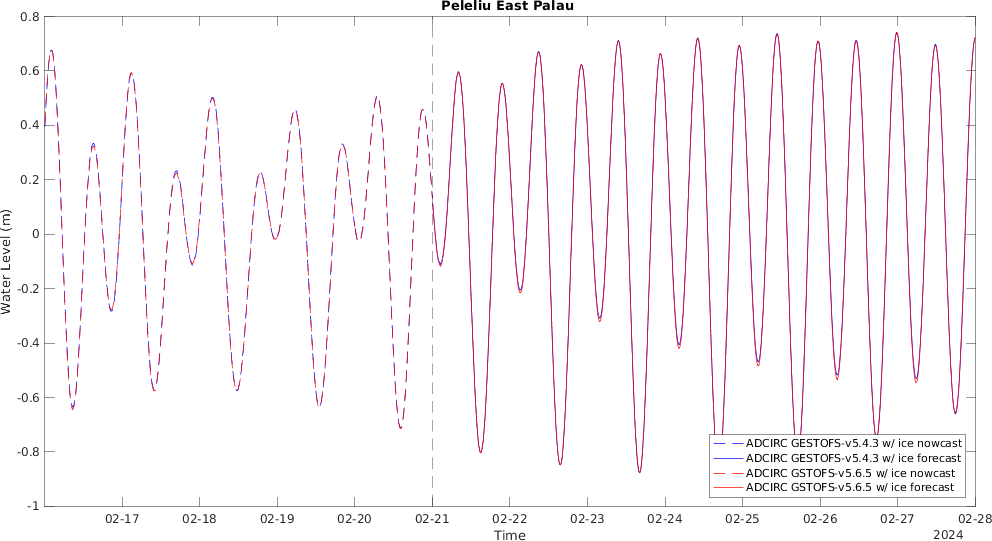 Peleliu East Palau
0.8
0.6
0.4
0.2
0
-0.2
-0.4
-0.6
-0.8
-1
Water Level (m)
ADCIRC GESTOFS-v5.4.3 w/ ice nowcast
ADCIRC GESTOFS-v5.4.3 w/ ice forecast
ADCIRC GSTOFS-v5.6.5 w/ ice nowcast
ADCIRC GSTOFS-v5.6.5 w/ ice forecast
02-17 02-18 02-19 02-20 02-21 02-22 02-23 02-24 02-25 02-26 02-27 02-28
Time
2024